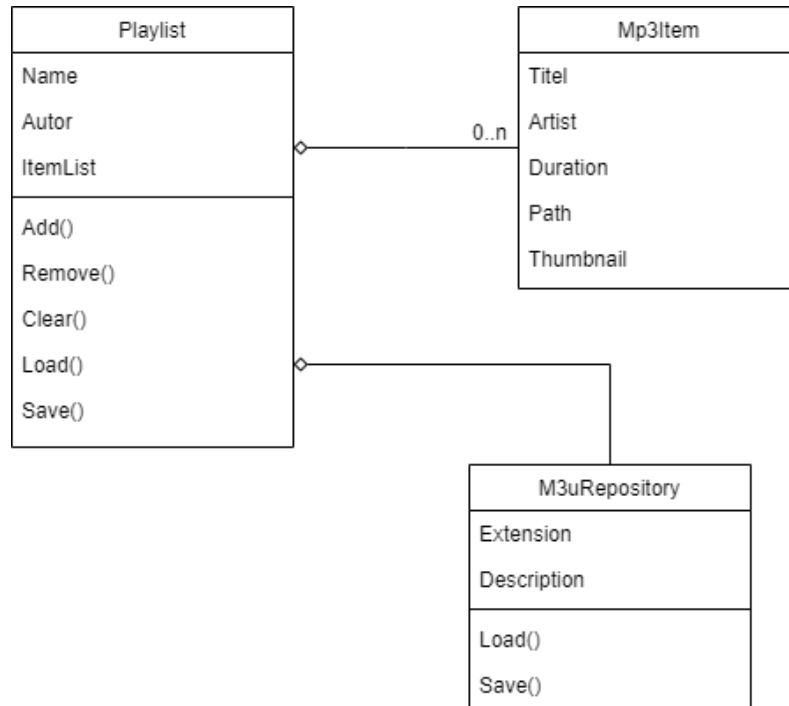 Playlist
Name
Autor
ItemList
Add()
Remove()
Clear()
Load()
Save()
0..n
Mp3Item
Titel
Artist
Duration
Path
Thumbnail
M3uRepository
Extension
Description
Load()
Save()